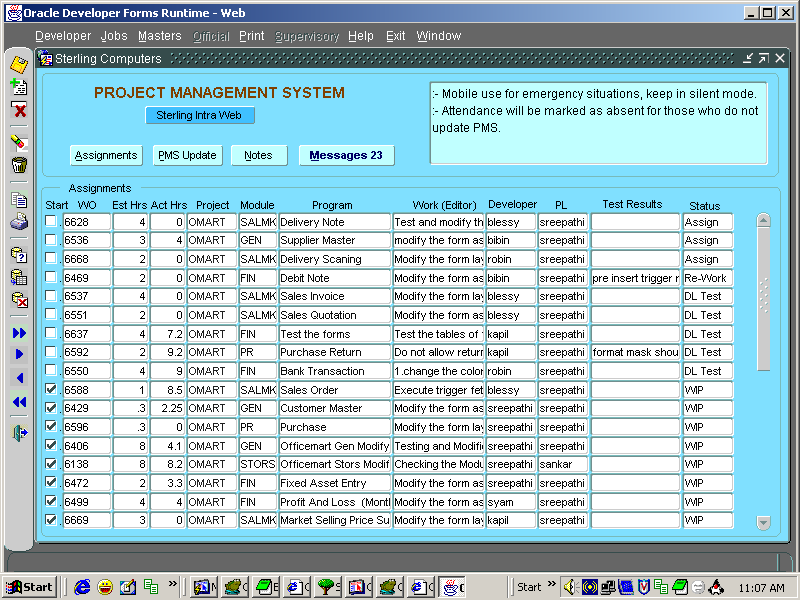 Oracle Developer Forms Runtime - Web
Developer Jobs Masters Official Print Supervisory Help Exit Window
Sterling Computers
PROJECT MANAGEMENT SYSTEM
Sterling Intra Web
:- Mobile use for emergency situations, keep in silent mode.
:- Attendance will be marked as absent for those who do not
update PMS.
Assignments PMS Update Notes Messages 23
Assignments
Start WO Est Hrs Act Hrs Project Module Program Work (Editor) Developer PL Test Results Status
6628 4 0 OMART SALMK Delivery Note Test and modify th blessy sreepathi Assign
6536 3 4 OMART GEN Supplier Master modify the form as bibin sreepathi Assign
6668 2 0 OMART SALMK Delivery Scaning Modify the form lay robin sreepathi Assign
6469 2 0 OMART FIN Debit Note Modify the form as bibin sreepathi pre insert trigger r Re-Work
6537 4 0 OMART SALMK Sales Invoice Modify the form lay blessy sreepathi DL Test
6551 2 0 OMART SALMK Sales Quotation Modify the form as blessy sreepathi DL Test
6637 4 7.2 OMART FIN Test the forms Test the tables of kapil sreepathi DL Test
6592 2 9.2 OMART PR Purchase Return Do not allow return kapil sreepathi format mask shou DL Test
6550 4 9 OMART FIN Bank Transaction 1.change the color robin sreepathi DL Test
6588 1 8.5 OMART SALMK Sales Order Execute trigger fet blessy sreepathi WIP
6429 .3 2.25 OMART GEN Customer Master Modify the form as sreepathi sreepathi WIP
6596 .3 0 OMART PR Purchase Modify the form lay sreepathi sreepathi WIP
6406 8 4.1 OMART GEN Officemart Gen Modify Testing and Modific sreepathi sreepathi WIP
6138 8 8.2 OMART STORS Officemart Stors Modif Checking the Modu sreepathi sankar WIP
6472 2 3.3 OMART FIN Fixed Asset Entry Modify the form as sreepathi sreepathi WIP
6499 4 4 OMART FIN Profit And Loss (Montl Modify the form as syam sreepathi WIP
6669 3 0 OMART SALMK Market Selling Price Su Modify the form lay kapil sreepathi WIP
Start Start 11:07 AM